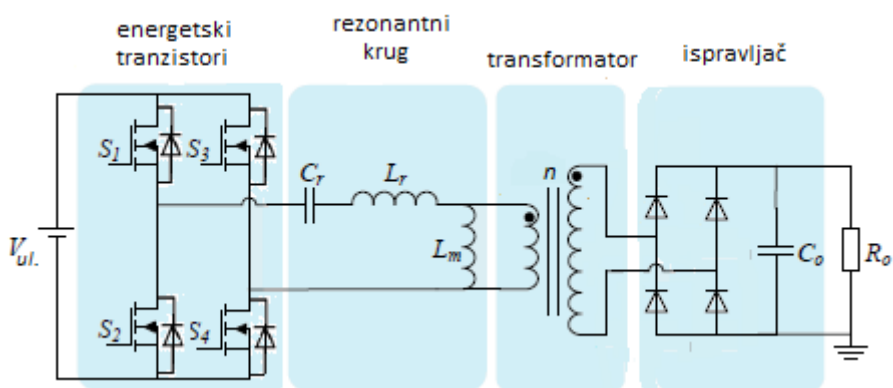 energetski
tranzistori
rezonantni
krug
transformator
ispravljač
S1
S3
Cr
Lr
n
Vul.
Lm
Co
Ro
S2
S4